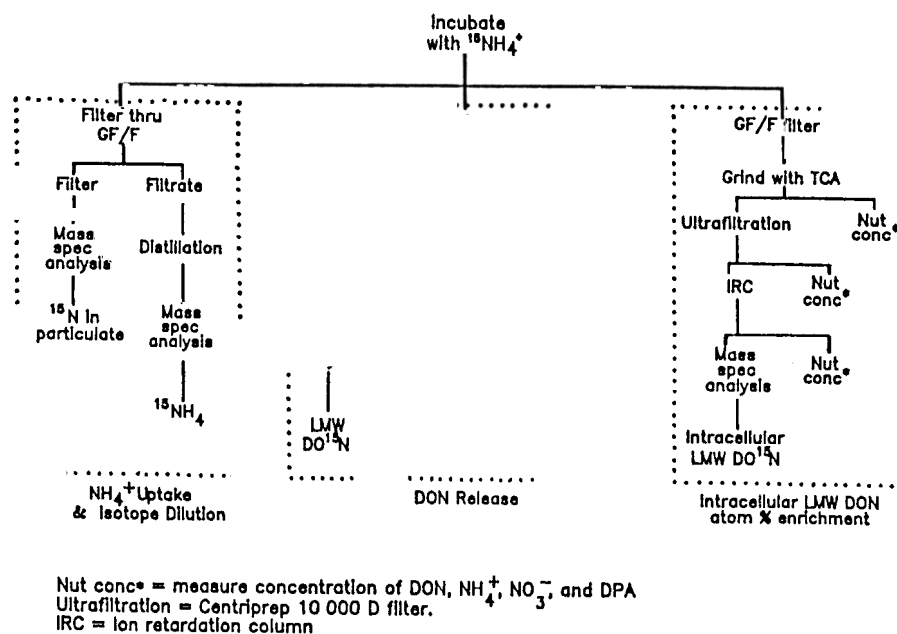 Incubate
with ¹⁵NH₄⁺
Filter thru
GF/F
Filter
Filtrate
Mass
spec
analysis
Distillation
¹⁵N in
particulate
Mass
spec
analysis
¹⁵NH₄
LMW
DO¹⁵N
GF/F filter
Grind with TCA
Ultrafiltration
Nut
conc*
IRC
Nut
conc*
Mass
spec
analysis
Nut
conc*
Intracellular
LMW DO¹⁵N
NH₄⁺ Uptake
& Isotope Dilution
DON Release
Intracellular LMW DON
atom % enrichment
Nut conc* = measure concentration of DON, NH₄⁺, NO₃⁻, and DPA
Ultrafiltration = Centriprep 10 000 D filter.
IRC = Ion retardation column